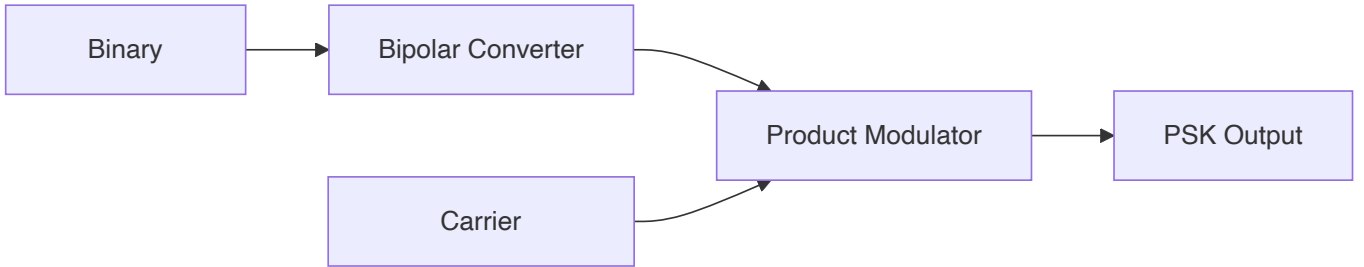 Binary
Bipolar Converter
Carrier
Product Modulator
PSK Output